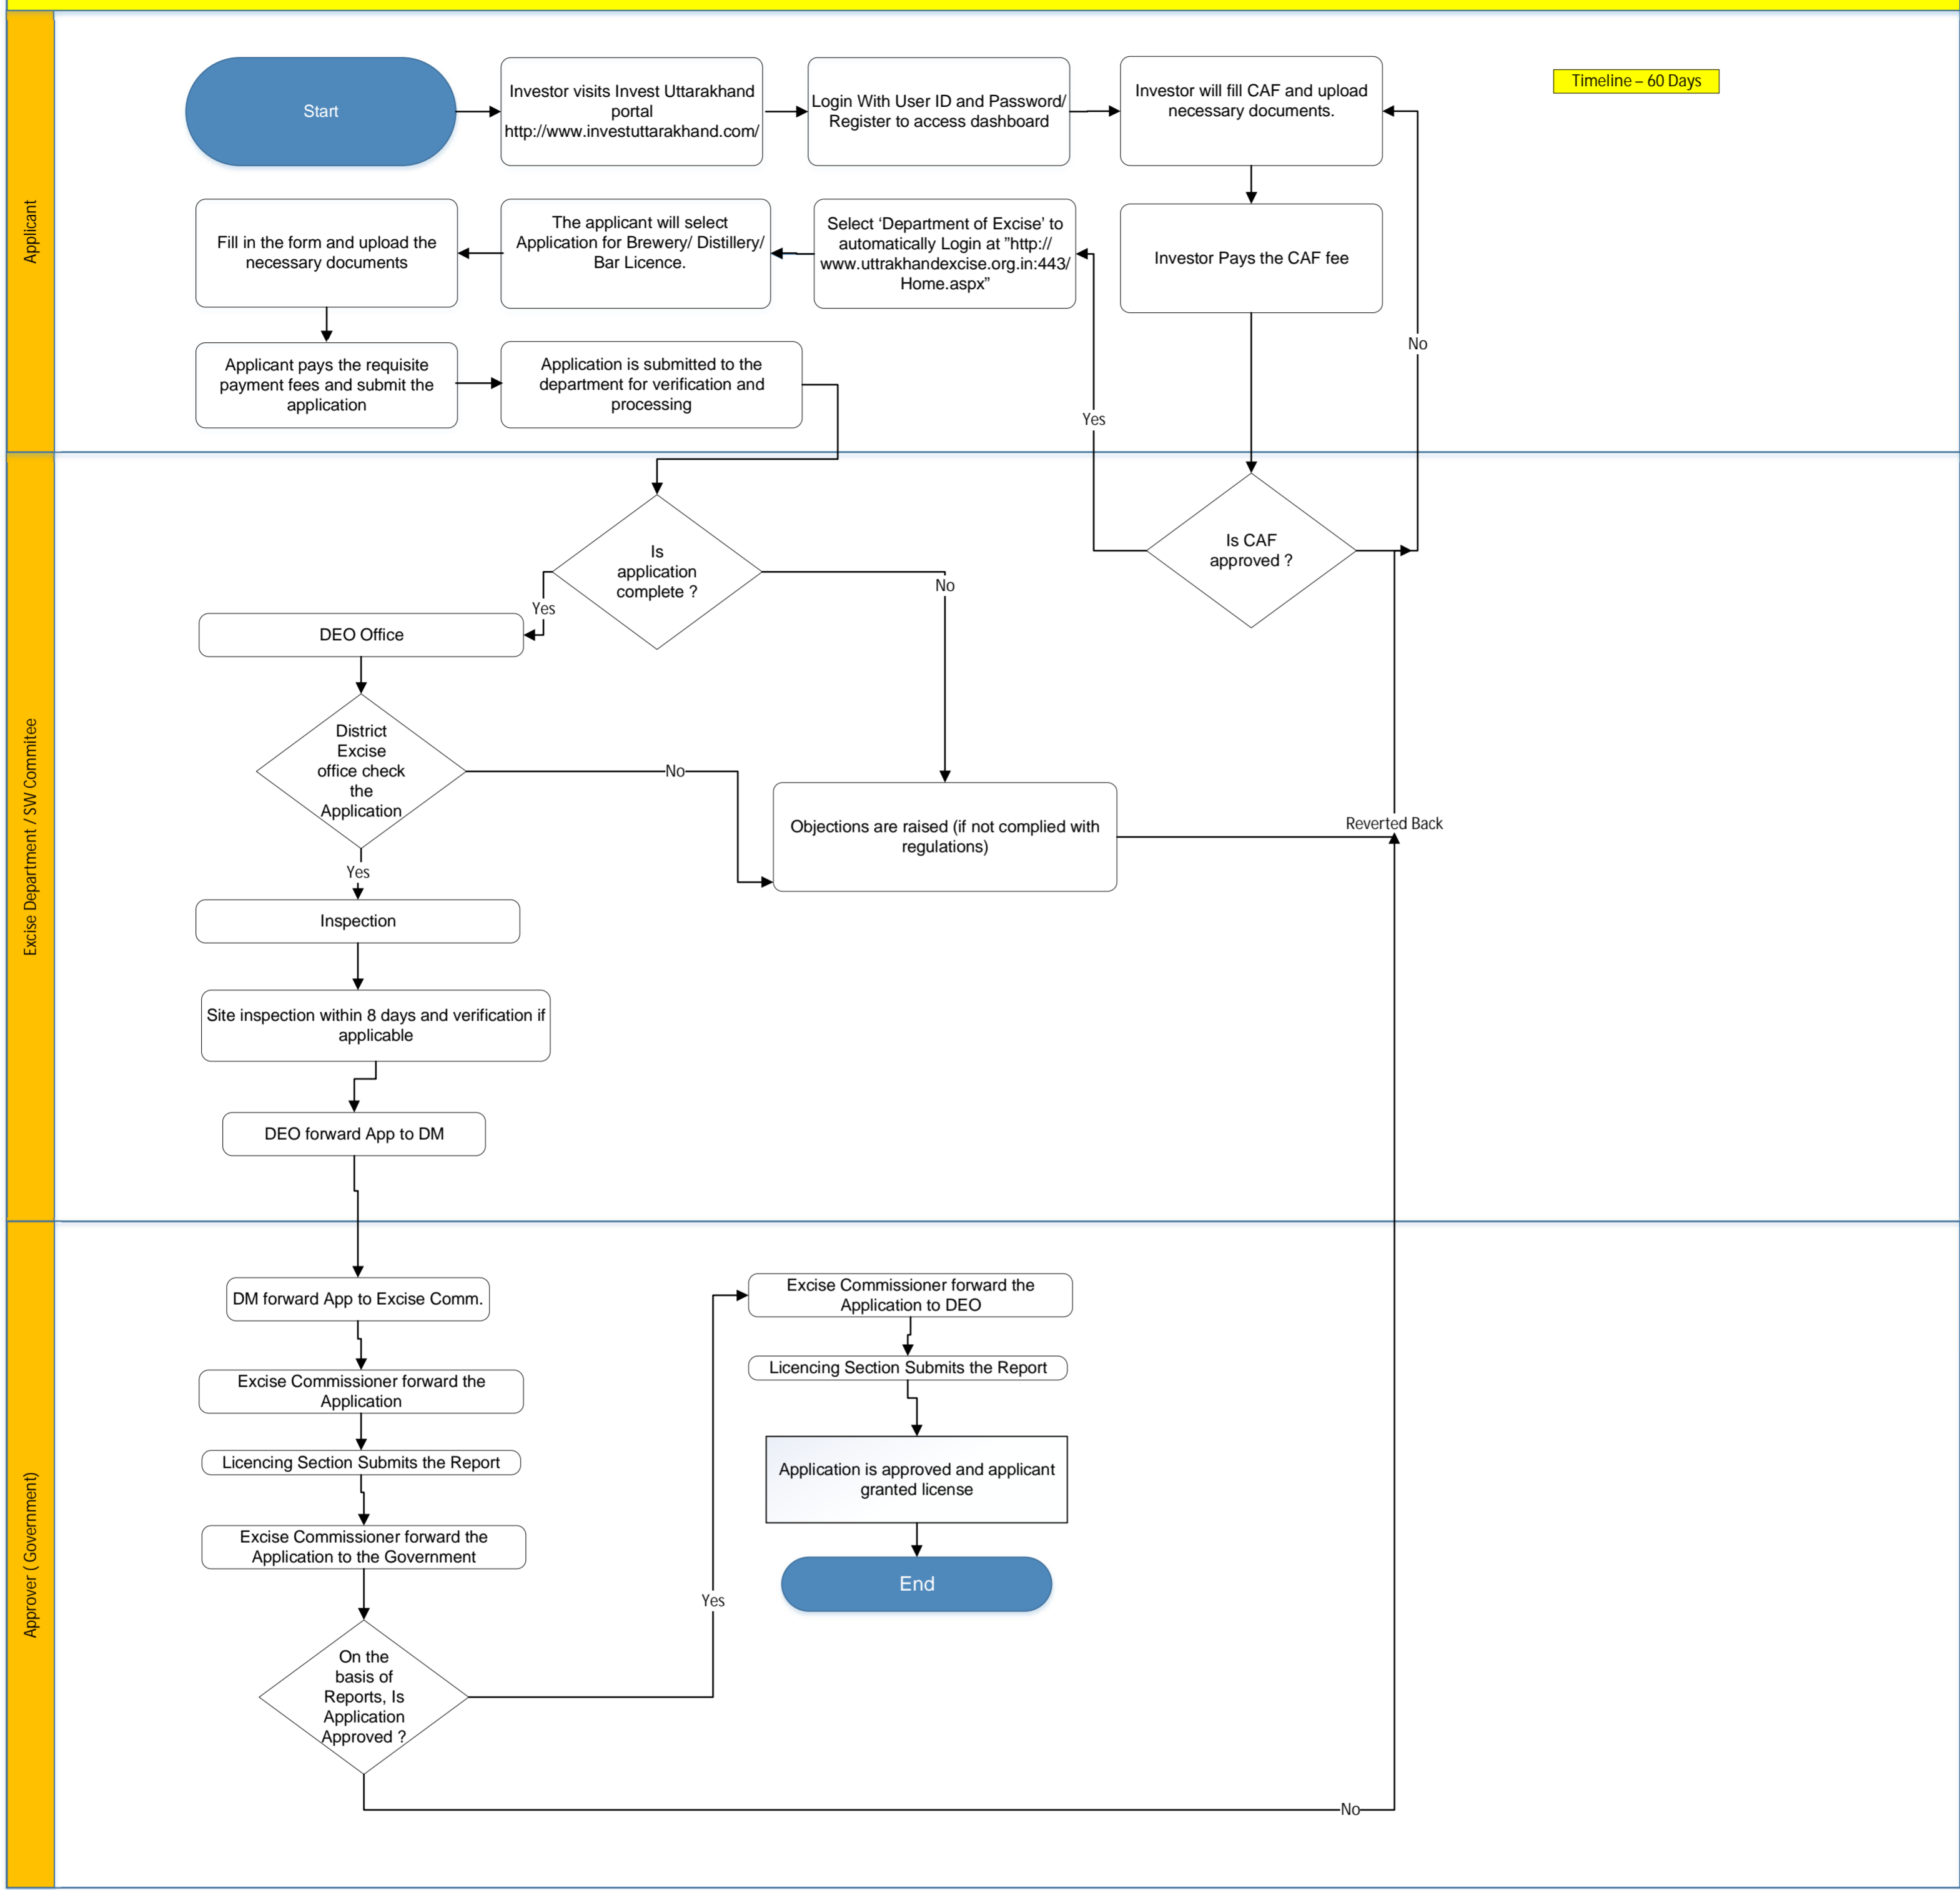 Applicant
Start
Investor visits Invest Uttarakhand
portal
http://www.investuttarakhand.com/
Login With User ID and Password/
Register to access dashboard
Investor will fill CAF and upload
necessary documents.
Timeline – 60 Days
Fill in the form and upload the
necessary documents
The applicant will select
Application for Brewery/ Distillery/
Bar Licence.
Select ‘Department of Excise’ to
automatically Login at ”http://
www.uttrakhandexcise.org.in:443/
Home.aspx”
Investor Pays the CAF fee
No
Applicant pays the requisite
payment fees and submit the
application
Application is submitted to the
department for verification and
processing
Yes
Excise Department / SW Commitee
Is
application
complete ?
Is CAF
approved ?
Yes
No
DEO Office
District
Excise
office check
the
Application
No
Objections are raised (if not complied with
regulations)
Reverted Back
Yes
Inspection
Site inspection within 8 days and verification if
applicable
DEO forward App to DM
Approver ( Government)
DM forward App to Excise Comm.
Excise Commissioner forward the
Application
Licencing Section Submits the Report
Excise Commissioner forward the
Application to the Government
On the
basis of
Reports, Is
Application
Approved ?
Yes
Excise Commissioner forward the
Application to DEO
Licencing Section Submits the Report
Application is approved and applicant
granted license
End
No